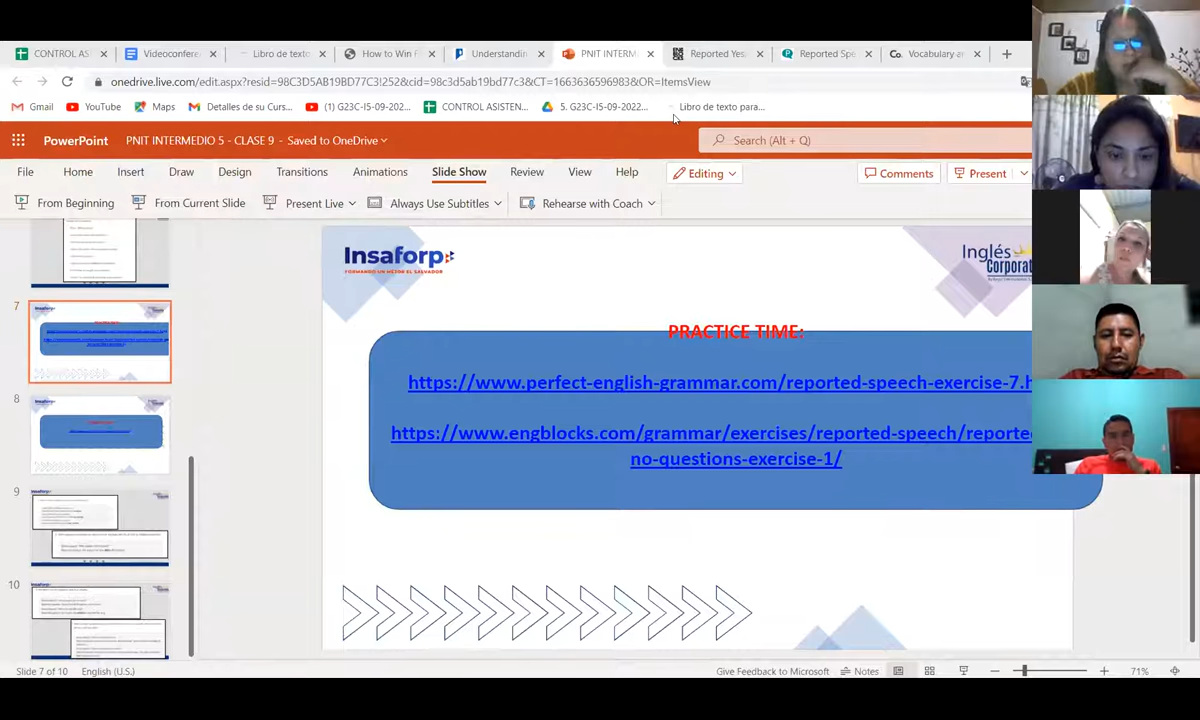 CONTROL AS
Videoconfere
Libro de texto
How to Win F
Understandin
PNIT INTERM
Reported Yes
Reported Spe
Vocabulary a
onedrive.live.com/edit.aspx?resid=98C3D5AB19BD77C3!252&cid=98c3d5ab19bd77c3&CT=1663636596983&OR=ItemsView
Gmail
YouTube
Maps
Detalles de su Curs...
(1) G23C-I5-09-202...
CONTROL ASISTEN...
5. G23C-I5-09-2022...
Libro de texto para...
PowerPoint
PNIT INTERMEDIO 5 - CLASE 9 - Saved to OneDrive
Search (Alt + Q)
File Home Insert Draw Design Transitions Animations Slide Show Review View Help Editing Comments Present
From Beginning From Current Slide Present Live Always Use Subtitles Rehearse with Coach
7
8
9
10
Insaforp
FORMANDO UN MEJOR EL SALVADOR
Inglés
Corporat
PRACTICE TIME:
https://www.perfect-english-grammar.com/reported-speech-exercise-7.h
https://www.engblocks.com/grammar/exercises/reported-speech/reported
no-questions-exercise-1/
Slide 7 of 10 English (U.S.) Give Feedback to Microsoft Notes 71%